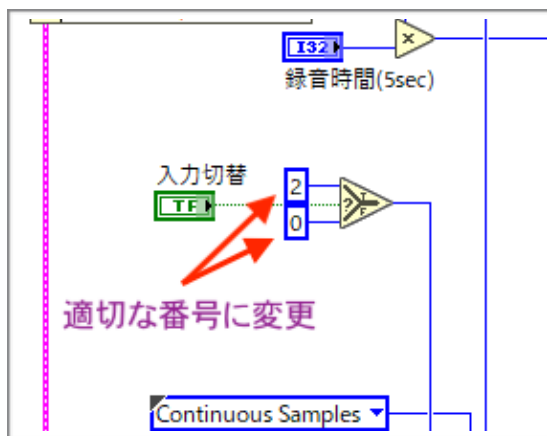 I32
×
録音時間(5sec)
入力切替
TF
2
0
? T F
適切な番号に変更
Continuous Samples